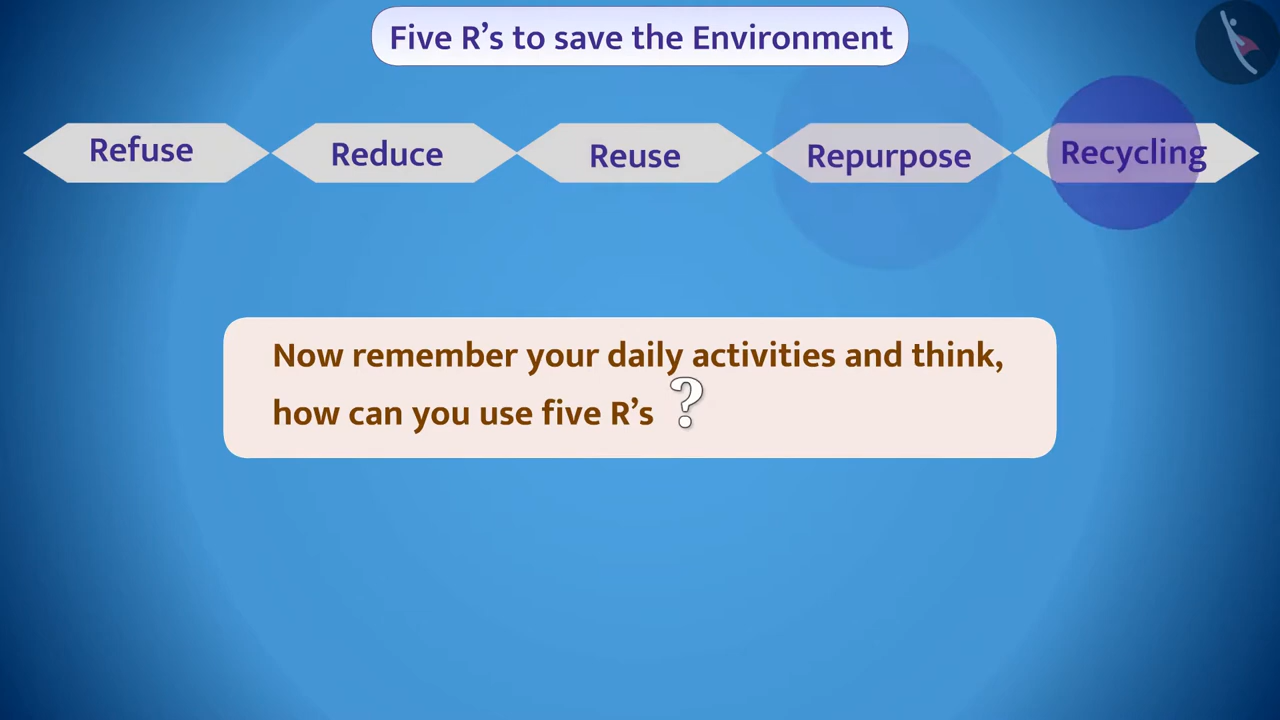 Five R’s to save the Environment
Refuse
Reduce
Reuse
Repurpose
Recycling
Now remember your daily activities and think,
how can you use five R’s ?